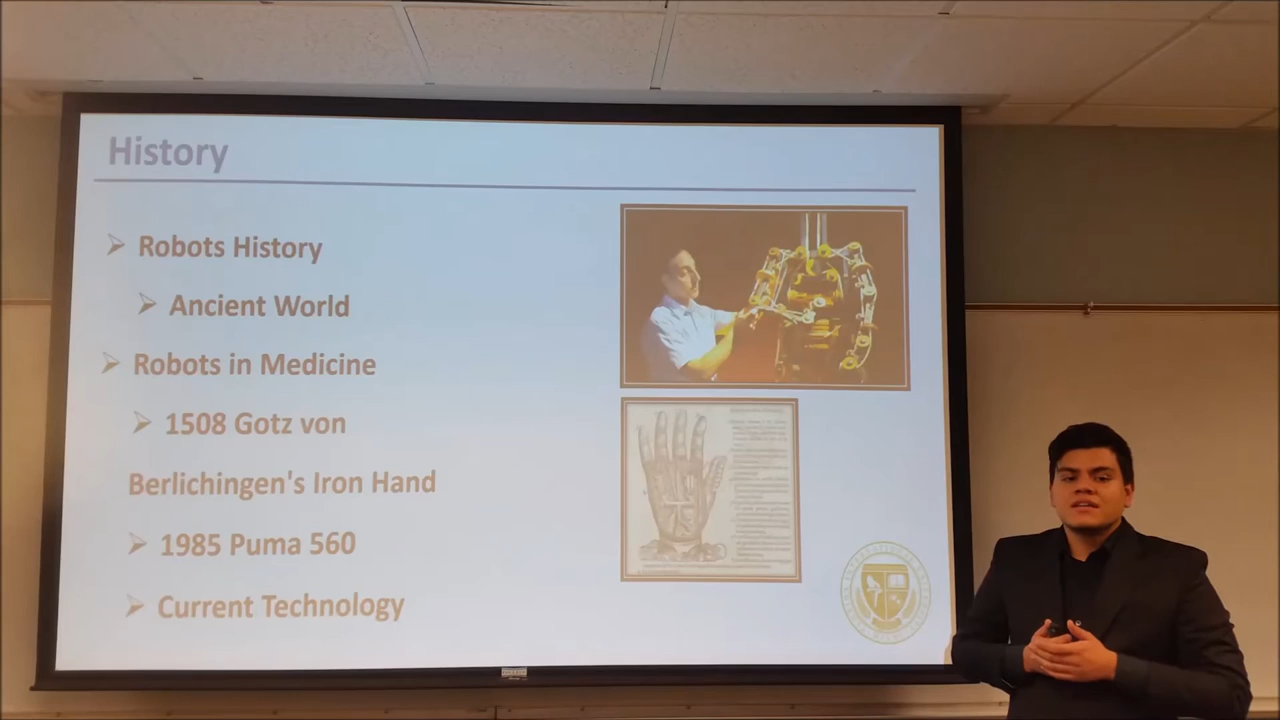 History
Robots History
Ancient World
Robots in Medicine
1508 Gotz von
Berlichingen's Iron Hand
1985 Puma 560
Current Technology